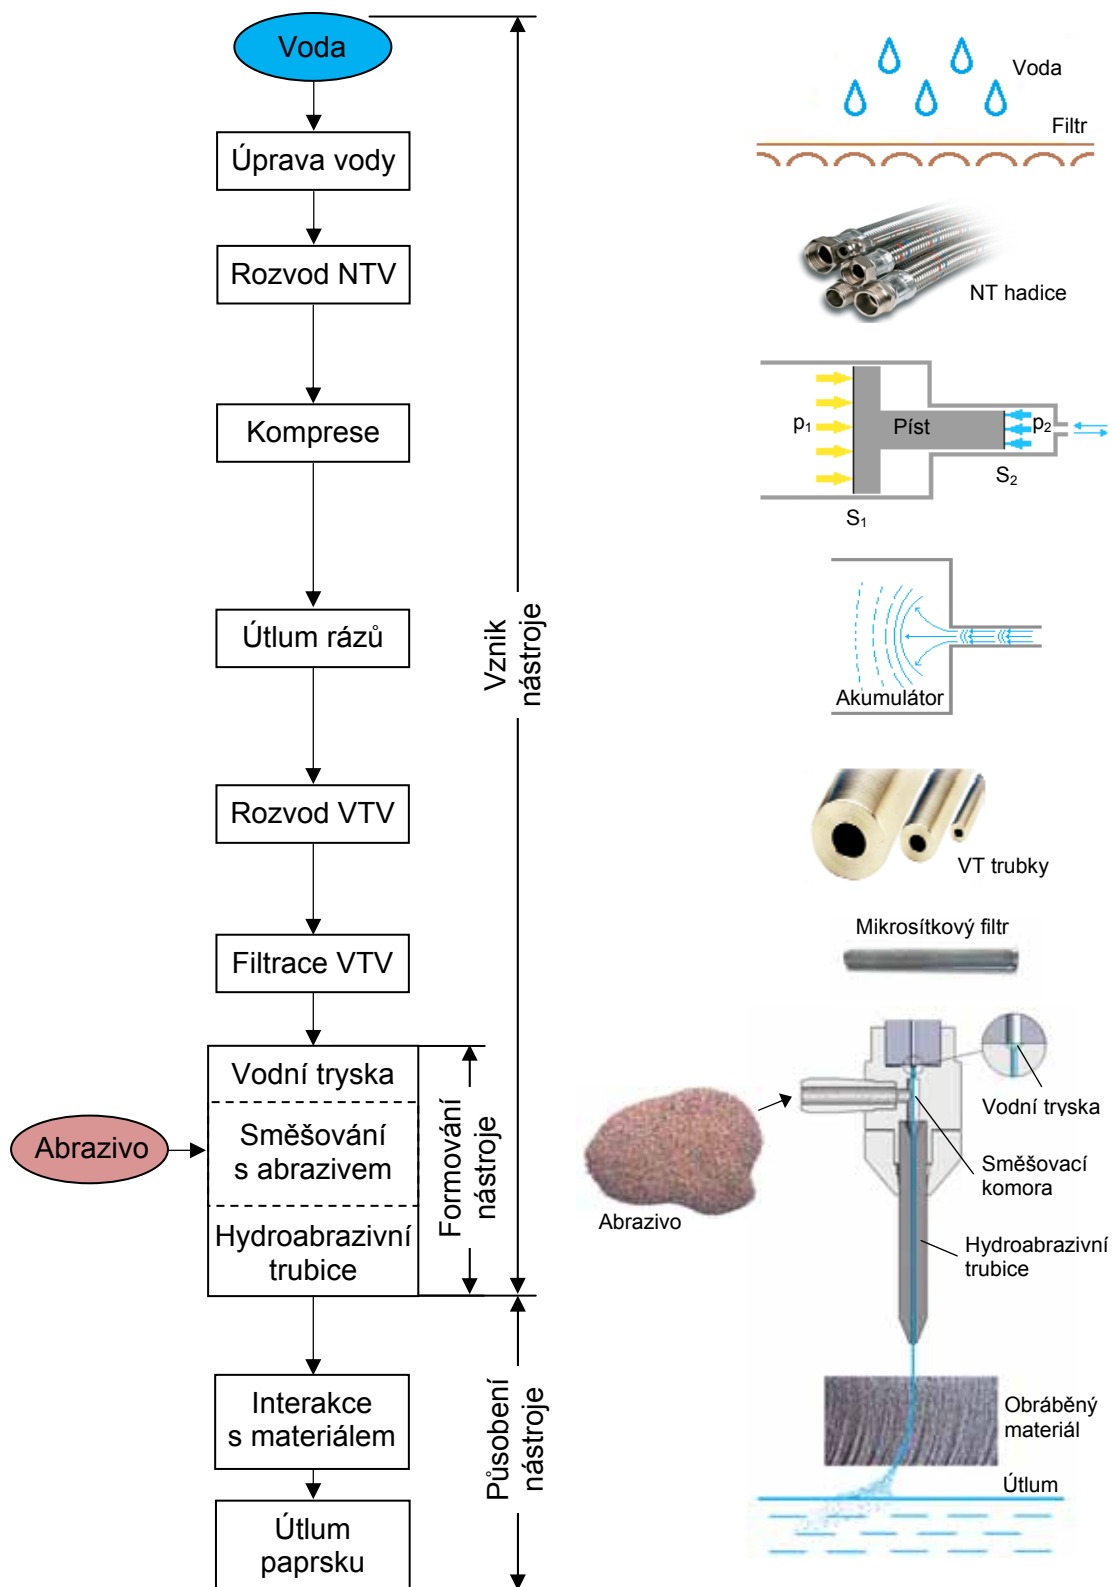 Voda
Úprava vody
Rozvod NTV
Komprese
Útlum rázů
Rozvod VTV
Filtrace VTV
Vodní tryska
Směšování
s abrazivem
Hydroabrazivní
trubice
Abrazivo
Interakce
s materiálem
Útlum
paprsku
Vznik
nástroje
Formování
nástroje
Působení
nástroje
Voda
Filtr
NT hadice
p₁
Píst
p₂
S₂
S₁
Akumulátor
VT trubky
Mikrosítkový filtr
Vodní tryska
Směšovací
komora
Abrazivo
Hydroabrazivní
trubice
Obráběný
materiál
Útlum